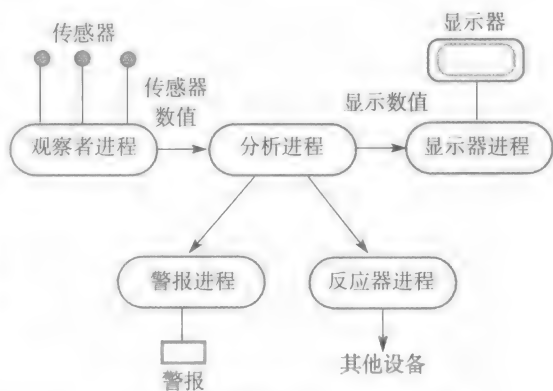 传感器
显示器
传感器
数值
显示数值
观察者进程
分析进程
显示器进程
警报进程
反应器进程
警报
其他设备